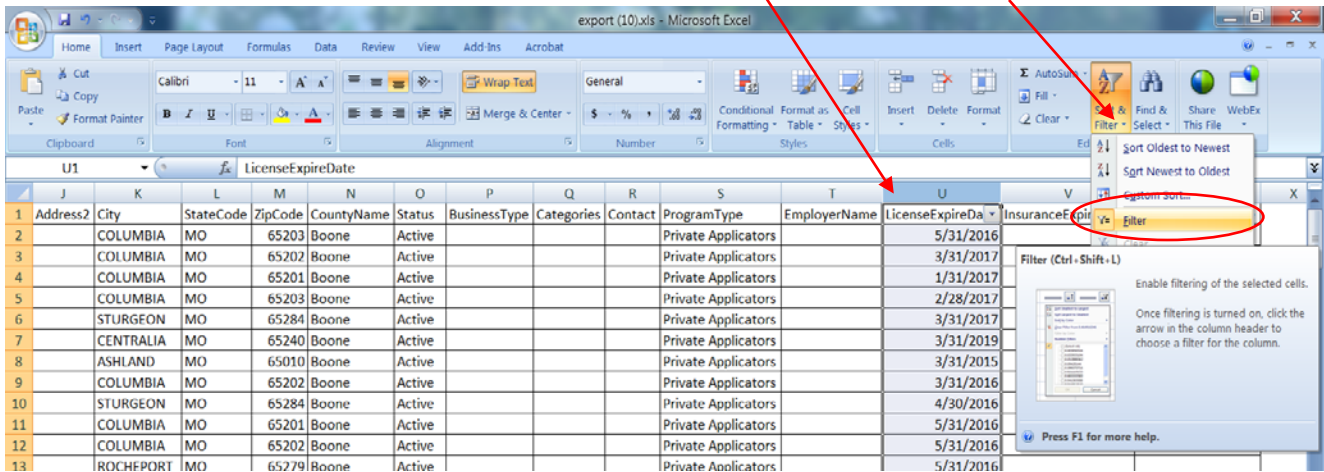 export (10).xls - Microsoft Excel
Home Insert Page Layout Formulas Data Review View Add-Ins Acrobat
Cut
Copy
Format Painter
Paste
Clipboard
Calibri 11 A A
B I U A
Font
Wrap Text
Merge & Center
Alignment
General
$ % , .0 .00 .00 .0
Number
Conditional Formatting Format as Table Cell Styles
Styles
Insert Delete Format
Cells
Σ AutoSum
Fill
Clear
Sort & Filter
Find & Select
Share This File
WebEx
Ed
Sort Oldest to Newest
Sort Newest to Oldest
Custom Sort...
Filter
Clear
U1 fx LicenseExpireDate
J K L M N O P Q R S T U V X
1 Address2 City StateCode ZipCode CountyName Status BusinessType Categories Contact ProgramType EmployerName LicenseExpireDa InsuranceExpir
2 COLUMBIA MO 65203 Boone Active Private Applicators 5/31/2016
3 COLUMBIA MO 65202 Boone Active Private Applicators 3/31/2017
4 COLUMBIA MO 65201 Boone Active Private Applicators 1/31/2017
5 COLUMBIA MO 65203 Boone Active Private Applicators 2/28/2017
6 STURGEON MO 65284 Boone Active Private Applicators 3/31/2017
7 CENTRALIA MO 65240 Boone Active Private Applicators 3/31/2019
8 ASHLAND MO 65010 Boone Active Private Applicators 3/31/2015
9 COLUMBIA MO 65202 Boone Active Private Applicators 3/31/2016
10 STURGEON MO 65284 Boone Active Private Applicators 4/30/2016
11 COLUMBIA MO 65201 Boone Active Private Applicators 5/31/2016
12 COLUMBIA MO 65202 Boone Active Private Applicators 5/31/2016
13 ROCHEPORT MO 65279 Boone Active Private Applicators 5/31/2016
Filter (Ctrl+Shift+L)
Enable filtering of the selected cells.
Once filtering is turned on, click the
arrow in the column header to
choose a filter for the column.
Press F1 for more help.